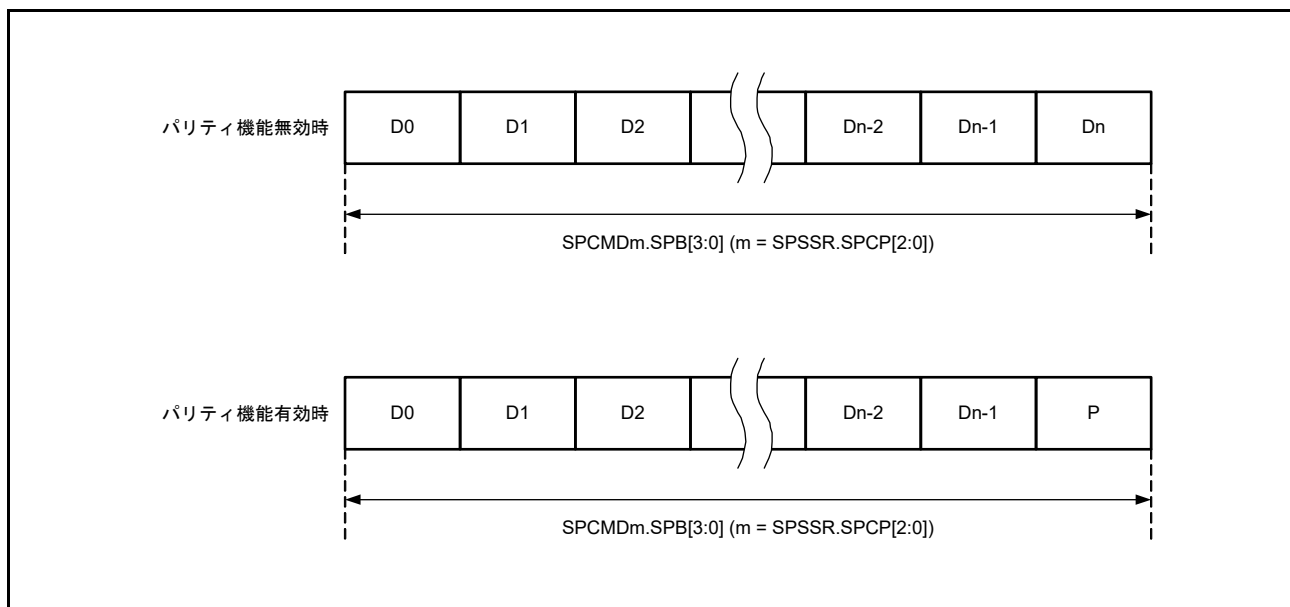 パリティ機能無効時 D0 D1 D2 Dn-2 Dn-1 Dn
SPCMDm.SPB[3:0] (m = SPSSR.SPCP[2:0])
パリティ機能有効時 D0 D1 D2 Dn-2 Dn-1 P
SPCMDm.SPB[3:0] (m = SPSSR.SPCP[2:0])